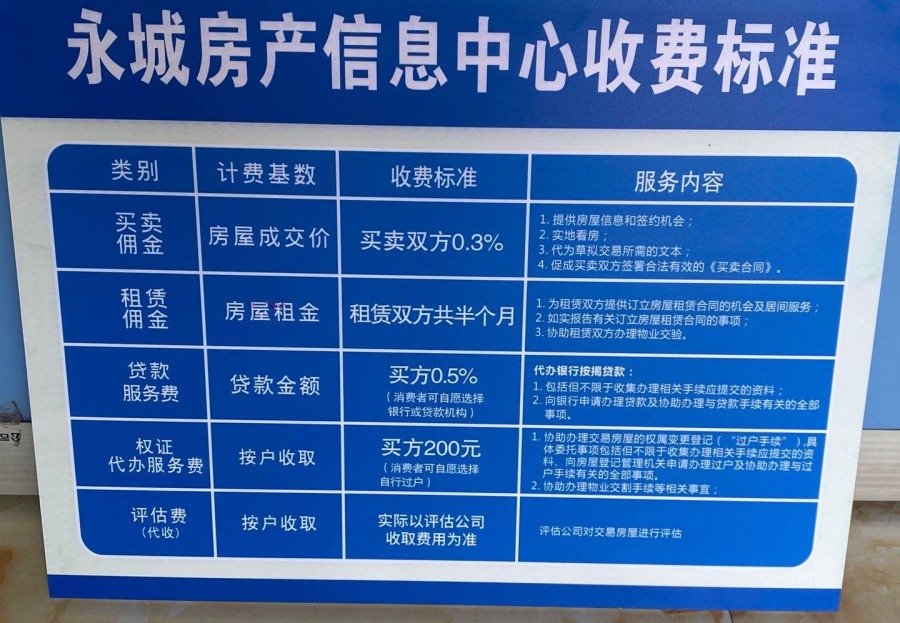 永城房产信息中心收费标准
类别
计费基数
收费标准
服务内容
买卖
佣金
房屋成交价
买卖双方0.3%
1. 提供房屋信息和签约机会；
2. 实地看房；
3. 代为草拟交易所需的文本；
4. 促成买卖双方签署合法有效的《买卖合同》。
租赁
佣金
房屋租金
租赁双方共半个月
1. 为租赁双方提供订立房屋租赁合同的机会及居间服务；
2. 如实报告有关订立房屋租赁合同的事项；
3. 协助租赁双方办理物业交验。
贷款
服务费
贷款金额
买方0.5%
（消费者可自愿选择
银行或贷款机构）
代办银行按揭贷款：
1. 包括但不限于收集办理相关手续应提交的资料；
2. 向银行申请办理贷款及协助办理与贷款手续有关的全部
事项。
权证
代办服务费
按户收取
买方200元
（消费者可自愿选择
自行过户）
1. 协助办理交易房屋的权属变更登记（“过户手续”）,具
体委托事项包括但不限于收集办理相关手续应提交的资
料、向房屋登记管理机关申请办理过户及协助办理与过
户手续有关的全部事项。
2. 协助办理物业交割手续等相关事宜；
评估费
（代收）
按户收取
实际以评估公司
收取费用为准
评估公司对交易房屋进行评估